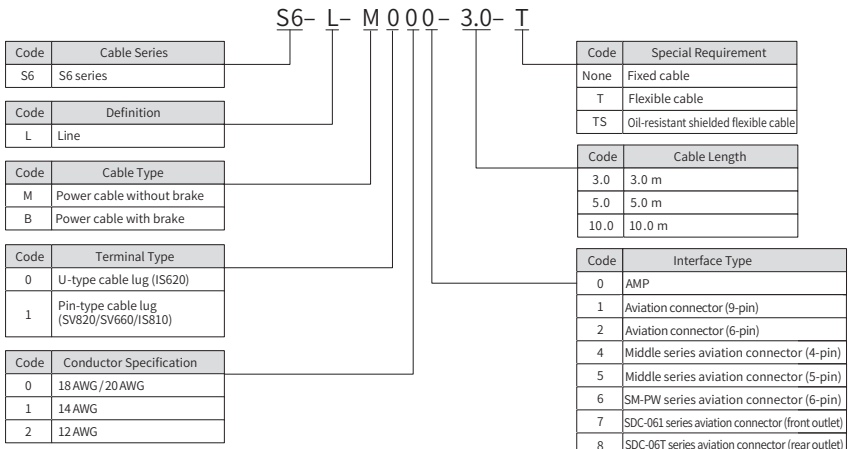 S6– L– M 0 0 0 – 3.0– T
Code Cable Series
S6 S6 series
Code Definition
L Line
Code Cable Type
M Power cable without brake
B Power cable with brake
Code Terminal Type
0 U-type cable lug (IS620)
1 Pin-type cable lug
(SV820/SV660/IS810)
Code Conductor Specification
0 18 AWG / 20 AWG
1 14 AWG
2 12 AWG
Code Special Requirement
None Fixed cable
T Flexible cable
TS Oil-resistant shielded flexible cable
Code Cable Length
3.0 3.0 m
5.0 5.0 m
10.0 10.0 m
Code Interface Type
0 AMP
1 Aviation connector (9-pin)
2 Aviation connector (6-pin)
4 Middle series aviation connector (4-pin)
5 Middle series aviation connector (5-pin)
6 SM-PW series aviation connector (6-pin)
7 SDC-061 series aviation connector (front outlet)
8 SDC-06T series aviation connector (rear outlet)